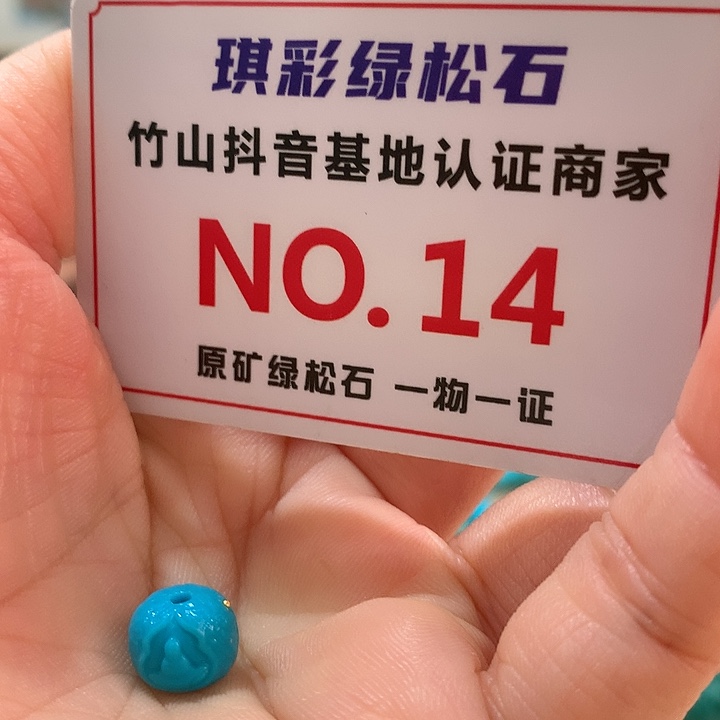 琪彩绿松石
竹山抖音基地认证商家
NO.14
原矿绿松石 一物一证